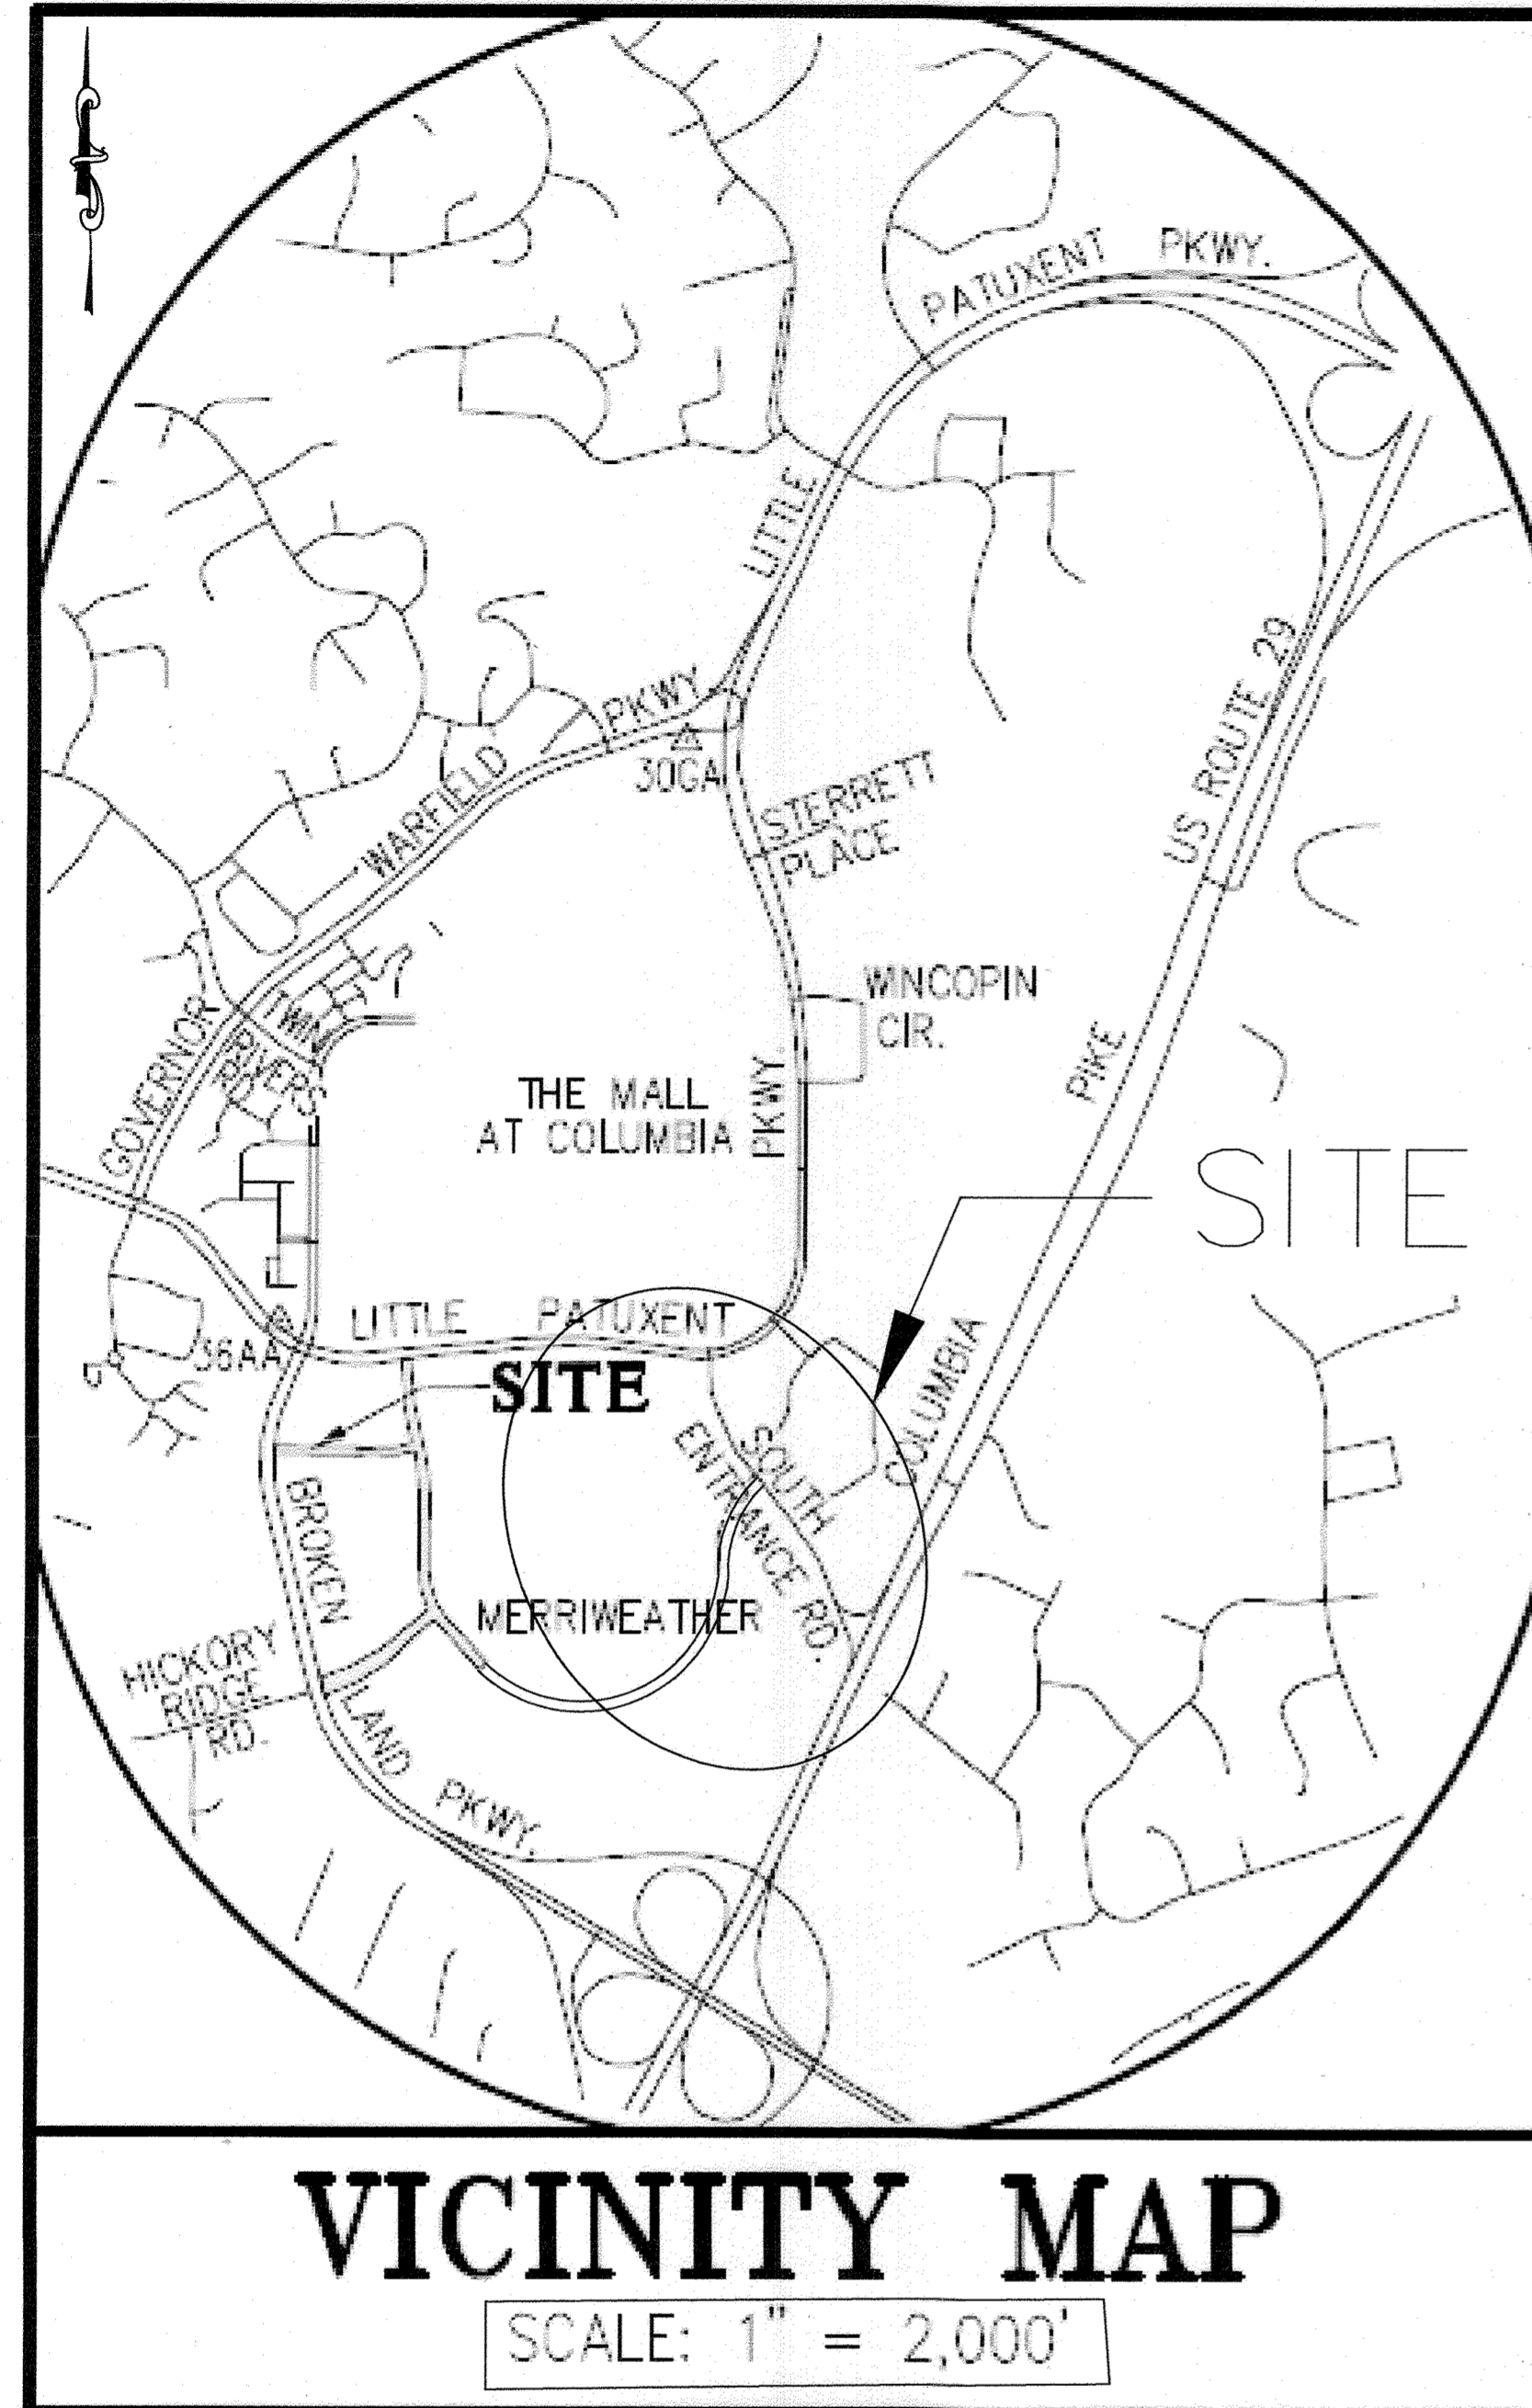 PATUXENT PKWY.
LITTLE
US ROUTE 29
PKWY.
30GA
WARFIELD
STERRETT
PLACE
WINCOPIN
CIR.
GOVERNOR
TWIN
RIVERS
RD.
PIKE
THE MALL
AT COLUMBIA
PKWY.
SITE
LITTLE PATUXENT
36AA
SITE
COLUMBIA
SOUTH
ENTRANCE RD.
BROKEN
MERRIWEATHER
HICKORY
RIDGE
RD.
LAND PKWY.
VICINITY MAP
SCALE: 1" = 2,000'